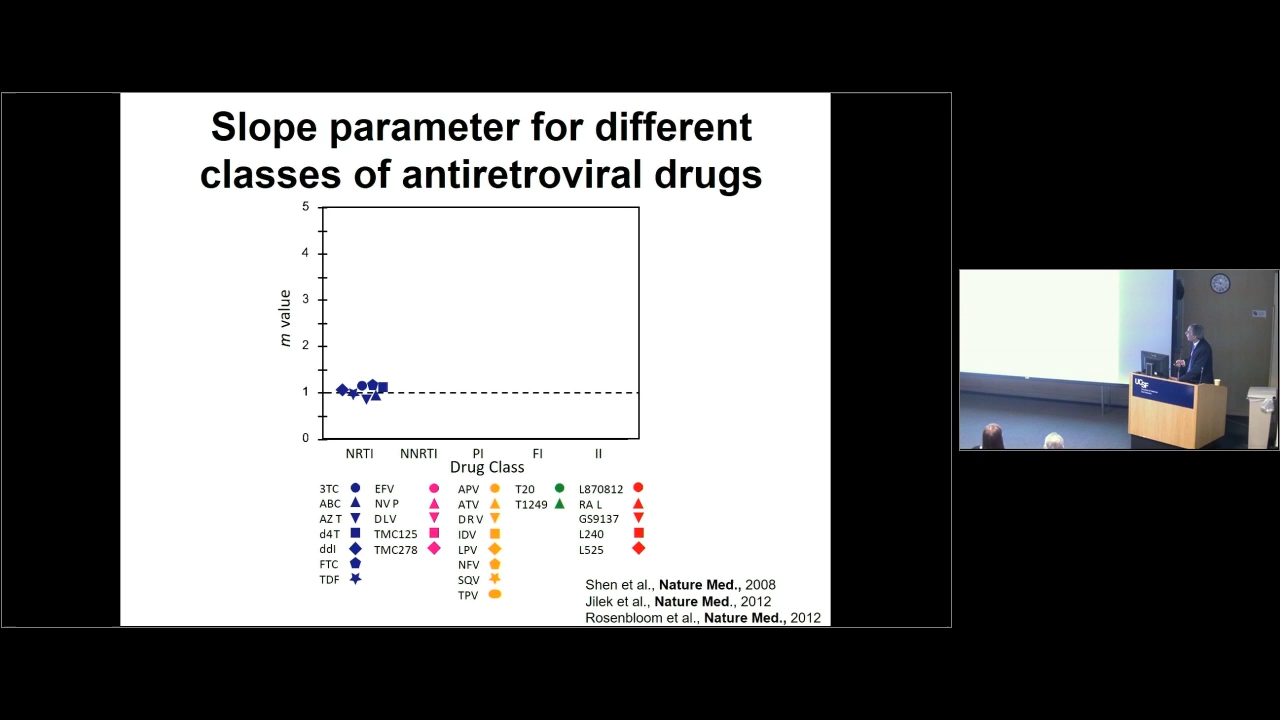 Slope parameter for different
classes of antiretroviral drugs
5
4
3
2
1
0
m value
NRTI NNRTI PI FI II
Drug Class
3TC EFV APV T20 L870812
ABC NVP ATV T1249 RAL
AZT DLV DRV GS9137
d4T TMC125 IDV L240
ddI TMC278 LPV L525
FTC NFV
TDF SQV
TPV
Shen et al., Nature Med., 2008
Jilek et al., Nature Med., 2012
Rosenbloom et al., Nature Med., 2012
UCSF